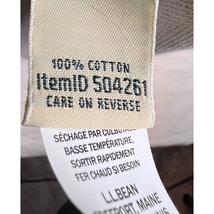 100% COTTON
ItemID 504261
CARE ON REVERSE
SÉCHAGE PAR CULBUTAGE
BASSE TEMPÉRATURE,
SORTIR RAPIDEMENT
FER CHAUD SI BESOIN
L.L.BEAN
FREEPORT, MAINE